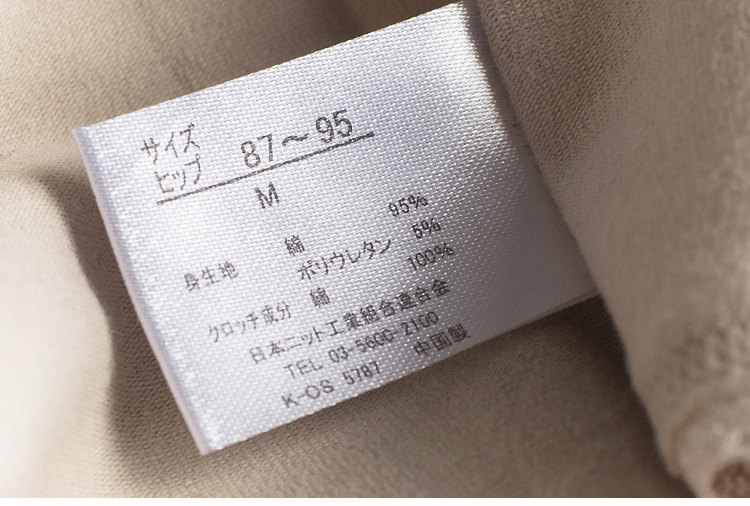 サイズ
ヒップ 87～95
M
綿 95%
身生地 ポリウレタン 5%
クロッチ成分 綿 100%
日本ニット工業組合連合会
TEL 03-5600-2100
K-OS 5787 中国製